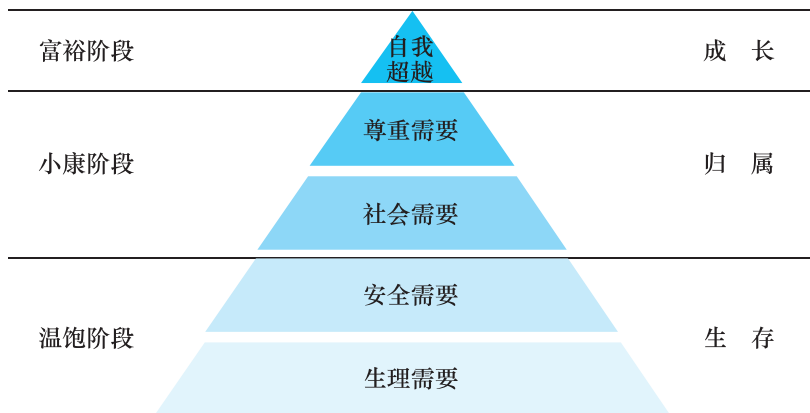 自我
超越
富裕阶段
成 长
尊重需要
小康阶段
归 属
社会需要
安全需要
温饱阶段
生 存
生理需要